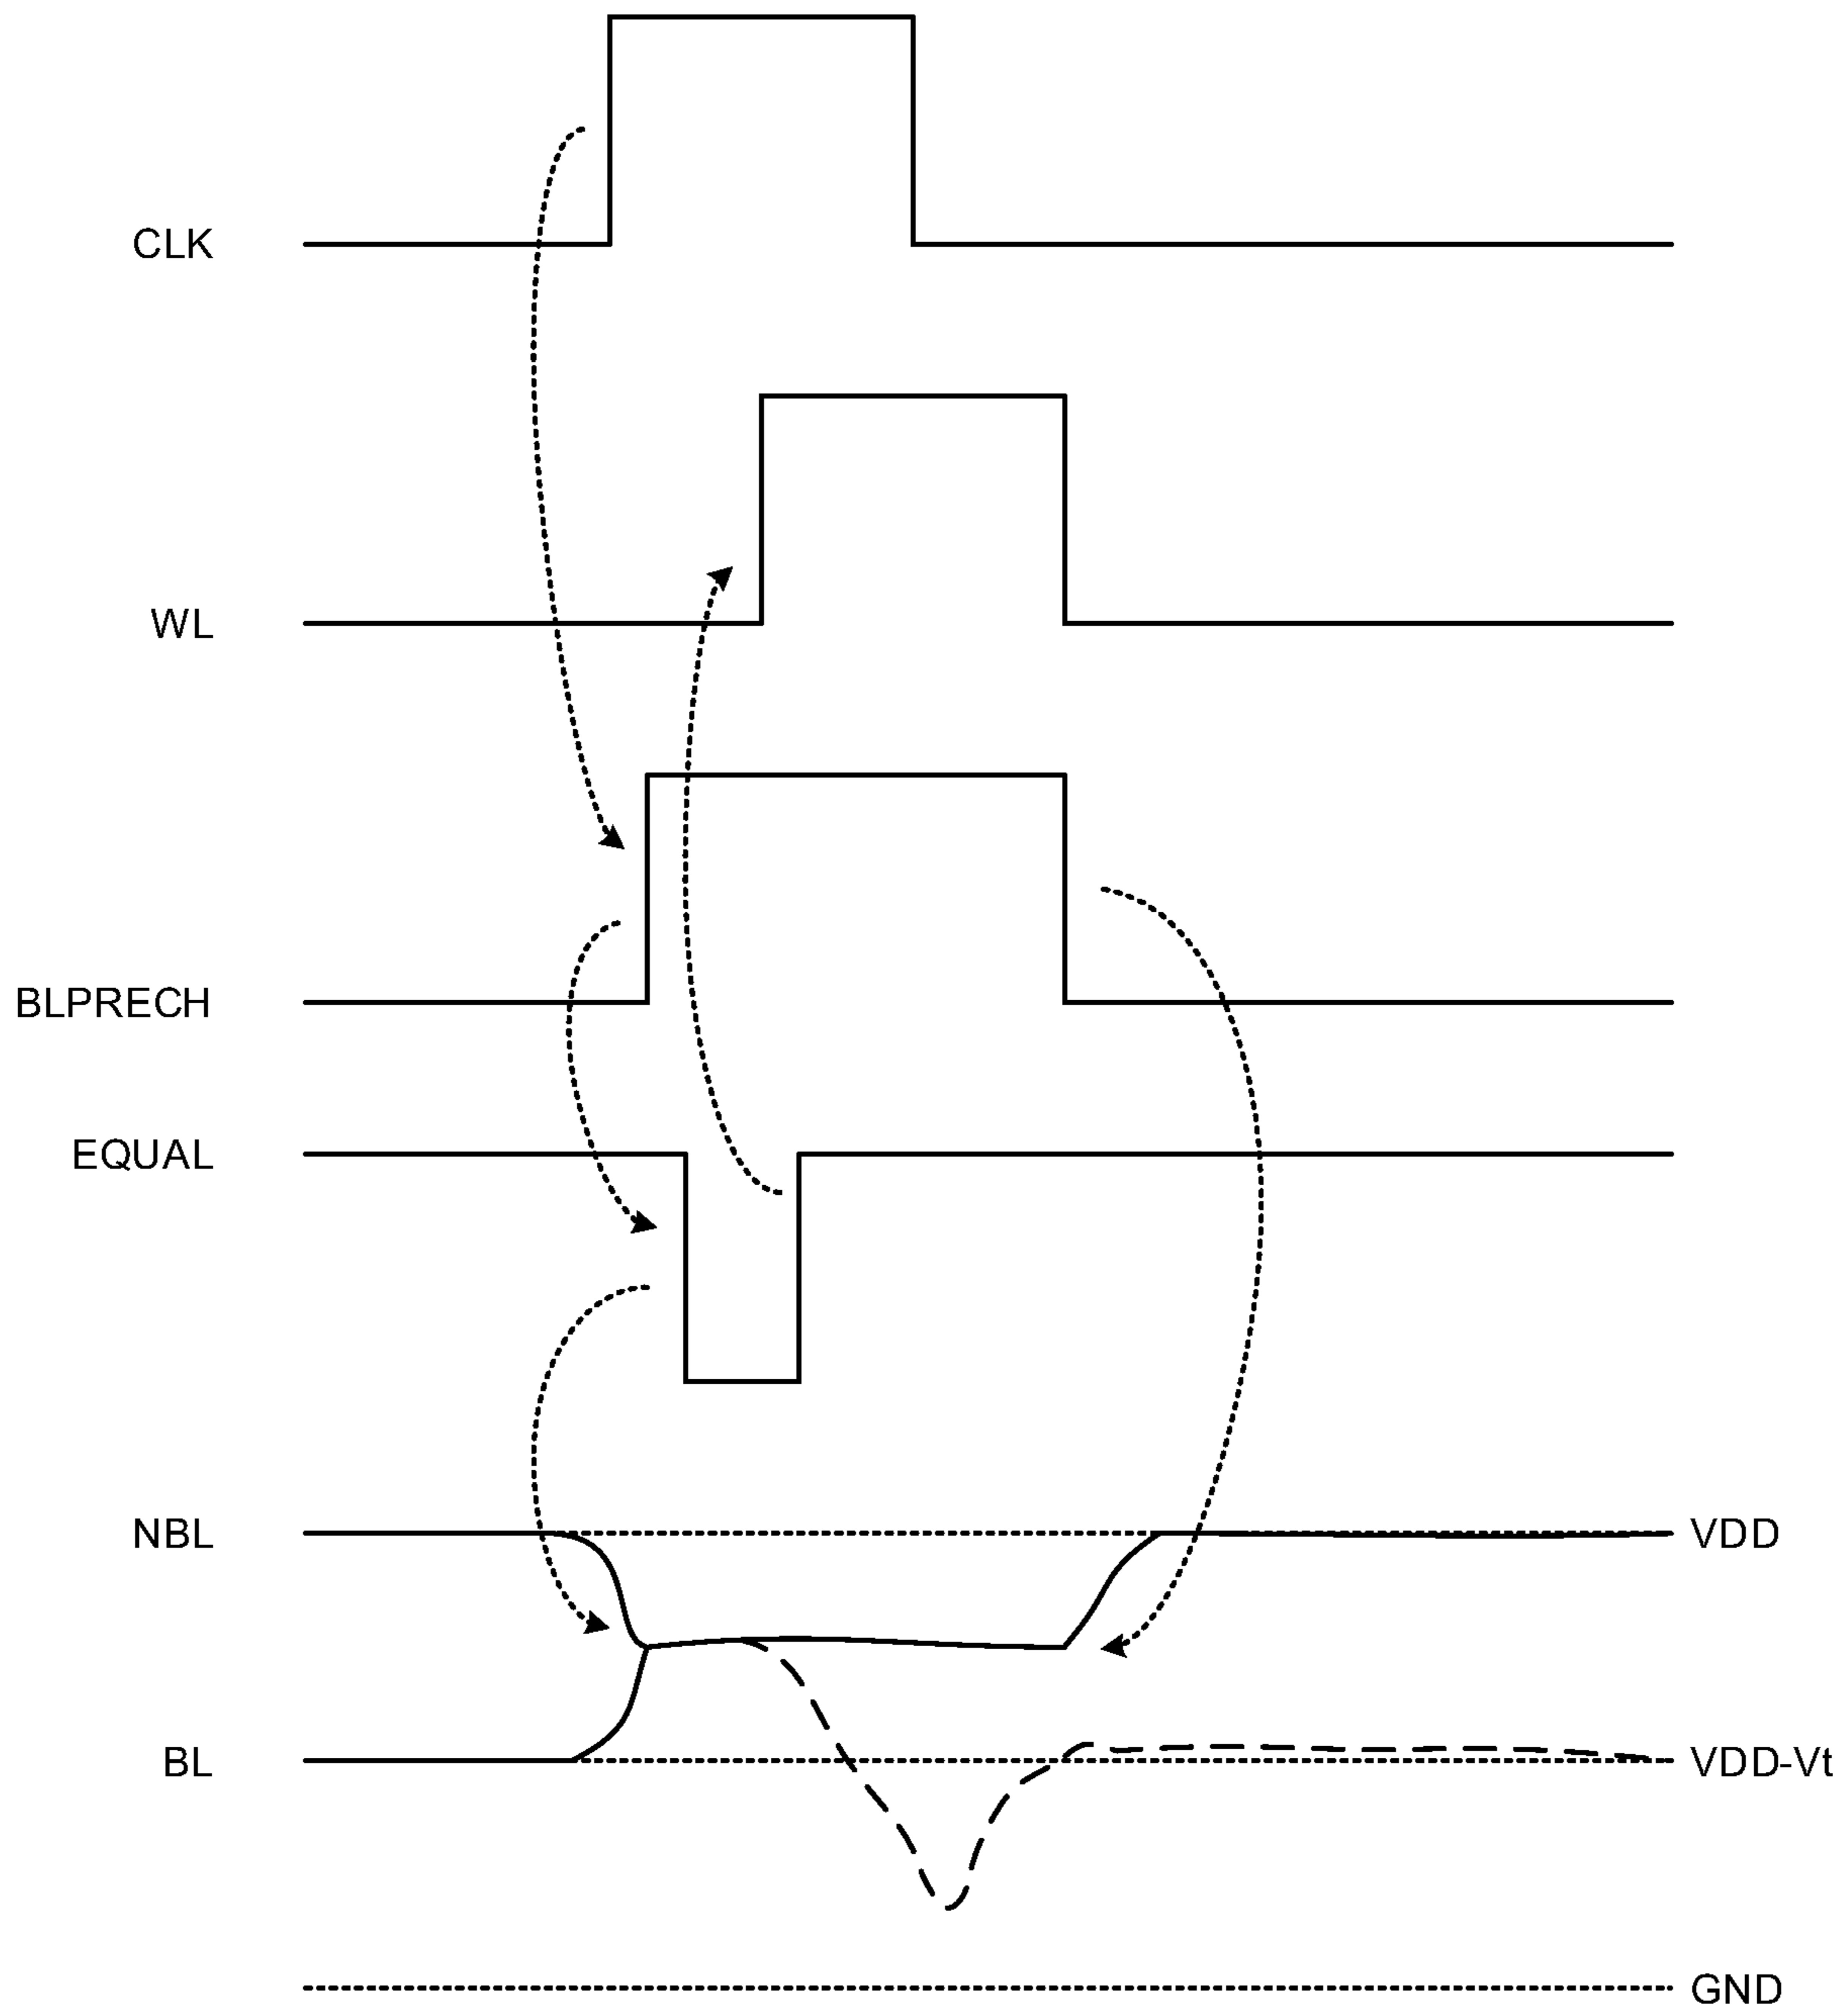 CLK
WL
BLPRECH
EQUAL
NBL
VDD
BL
VDD-Vt
GND